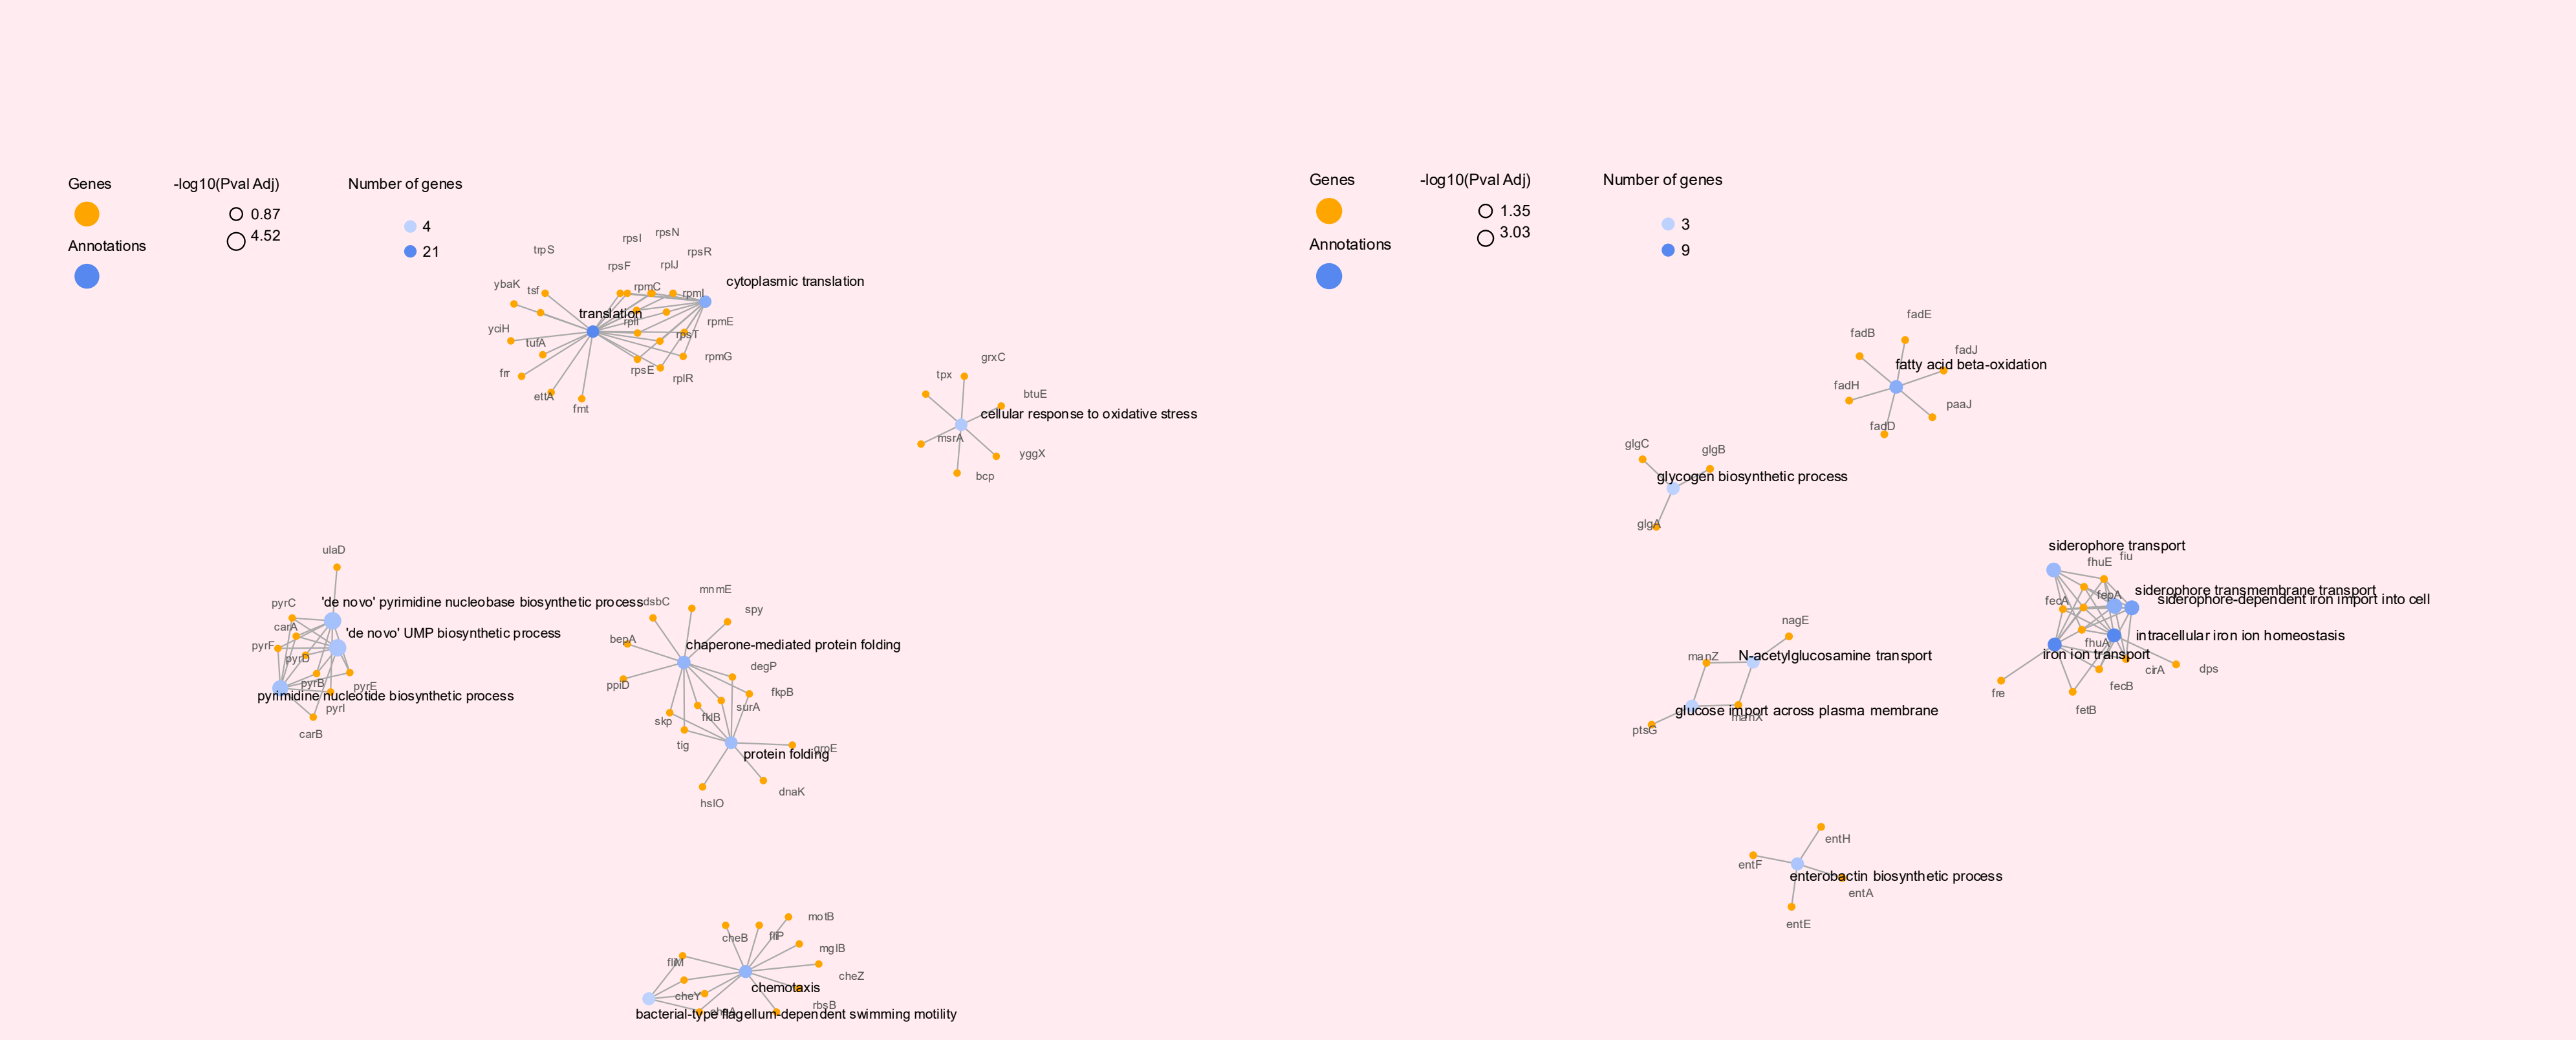 Genes
-log10(Pval Adj)
Number of genes
0.87
4.52
4
21
Annotations
trpS
rpsI
rpsN
rpsR
rpsF
rplJ
cytoplasmic translation
ybaK
tsf
rpmC
rpmI
translation
rplI
rpmE
yciH
rpsT
tufA
rpmG
frr
rpsE
rplR
ettA
fmt
grxC
tpx
btuE
cellular response to oxidative stress
msrA
yggX
bcp
ulaD
pyrC
'de novo' pyrimidine nucleobase biosynthetic process
carA
'de novo' UMP biosynthetic process
pyrF
pyrD
pyrB
pyrE
pyrimidine nucleotide biosynthetic process
pyrI
carB
mnmE
dsbC
spy
bepA
chaperone-mediated protein folding
degP
ppiD
fkpB
surA
skp
fklB
tig
grpE
protein folding
dnaK
hslO
motB
cheB
fliP
mglB
fliM
cheZ
chemotaxis
cheY
rbsB
cheA
bacterial-type flagellum-dependent swimming motility
Genes
-log10(Pval Adj)
Number of genes
1.35
3.03
3
9
Annotations
fadE
fadB
fadJ
fatty acid beta-oxidation
fadH
paaJ
fadD
glgC
glgB
glycogen biosynthetic process
glgA
siderophore transport
fiu
fhuE
siderophore transmembrane transport
fepA
fecA
siderophore-dependent iron import into cell
intracellular iron ion homeostasis
fhuA
iron ion transport
cirA
dps
fecB
fre
fetB
nagE
manZ
N-acetylglucosamine transport
glucose import across plasma membrane
manX
ptsG
entH
entF
enterobactin biosynthetic process
entA
entE